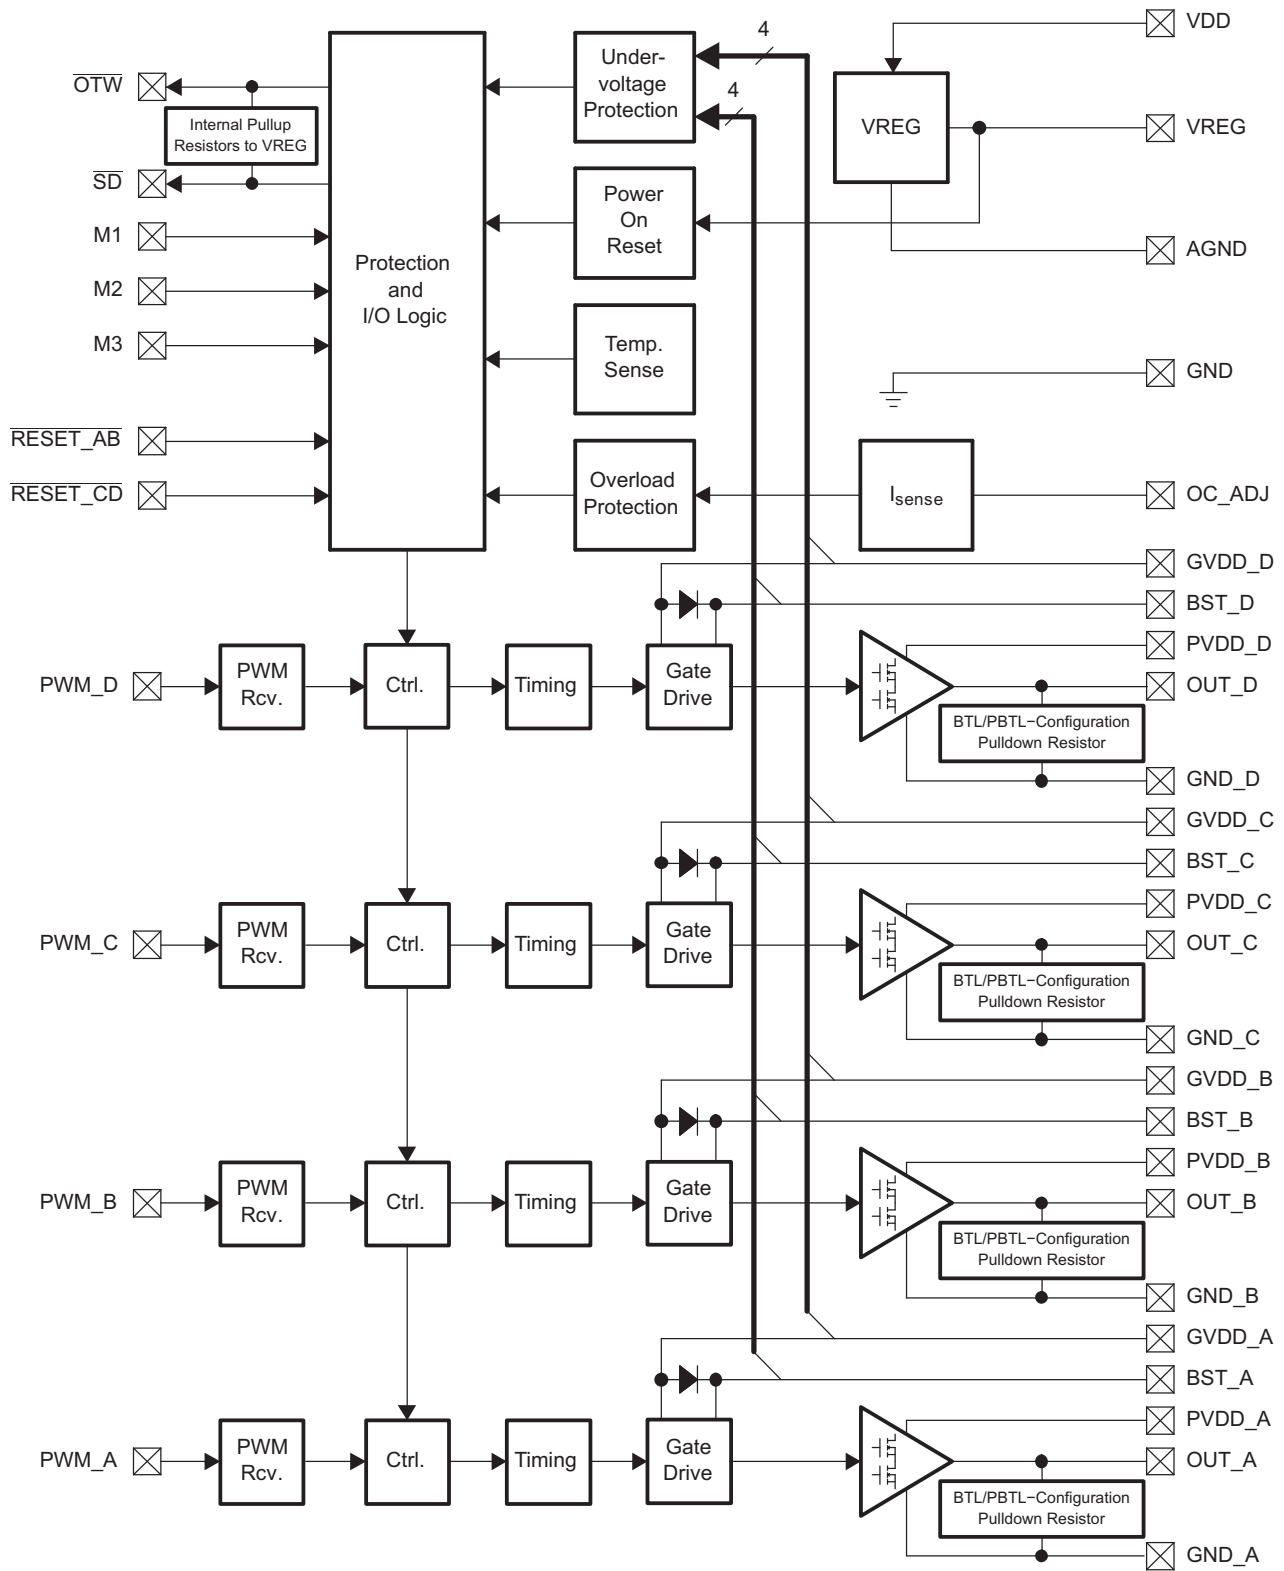 OTW
Internal Pullup
Resistors to VREG
SD
M1
M2
M3
RESET_AB
RESET_CD
Protection
and
I/O Logic
Under-
voltage
Protection
4
4
Power
On
Reset
Temp.
Sense
Overload
Protection
VREG
Isense
VDD
VREG
AGND
GND
OC_ADJ
GVDD_D
BST_D
PVDD_D
OUT_D
GND_D
PWM_D
PWM
Rcv.
Ctrl.
Timing
Gate
Drive
BTL/PBTL−Configuration
Pulldown Resistor
GVDD_C
BST_C
PVDD_C
OUT_C
GND_C
PWM_C
PWM
Rcv.
Ctrl.
Timing
Gate
Drive
BTL/PBTL−Configuration
Pulldown Resistor
GVDD_B
BST_B
PVDD_B
OUT_B
GND_B
PWM_B
PWM
Rcv.
Ctrl.
Timing
Gate
Drive
BTL/PBTL−Configuration
Pulldown Resistor
GVDD_A
BST_A
PVDD_A
OUT_A
GND_A
PWM_A
PWM
Rcv.
Ctrl.
Timing
Gate
Drive
BTL/PBTL−Configuration
Pulldown Resistor